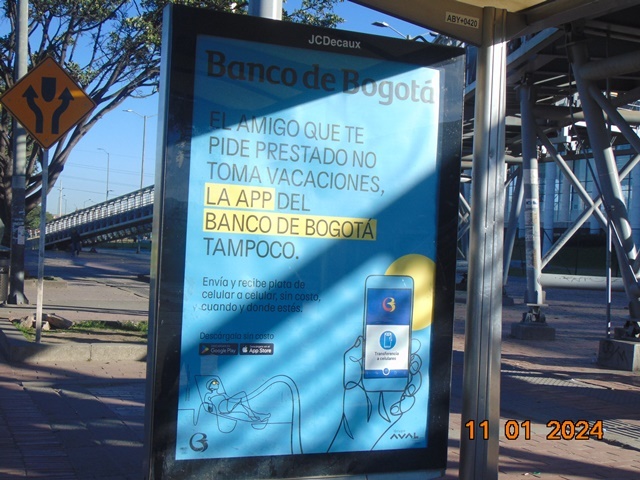 ABY+0420
JCDecaux
Banco de Bogotá
EL AMIGO QUE TE
PIDE PRESTADO NO
TOMA VACACIONES,
LA APP DEL
BANCO DE BOGOTÁ
TAMPOCO.
Envía y recibe plata de
celular a celular, sin costo,
cuando y donde estés.
Descárgala sin costo
Google Play
App Store
Transferencia
a celulares
AVAL
11 01 2024